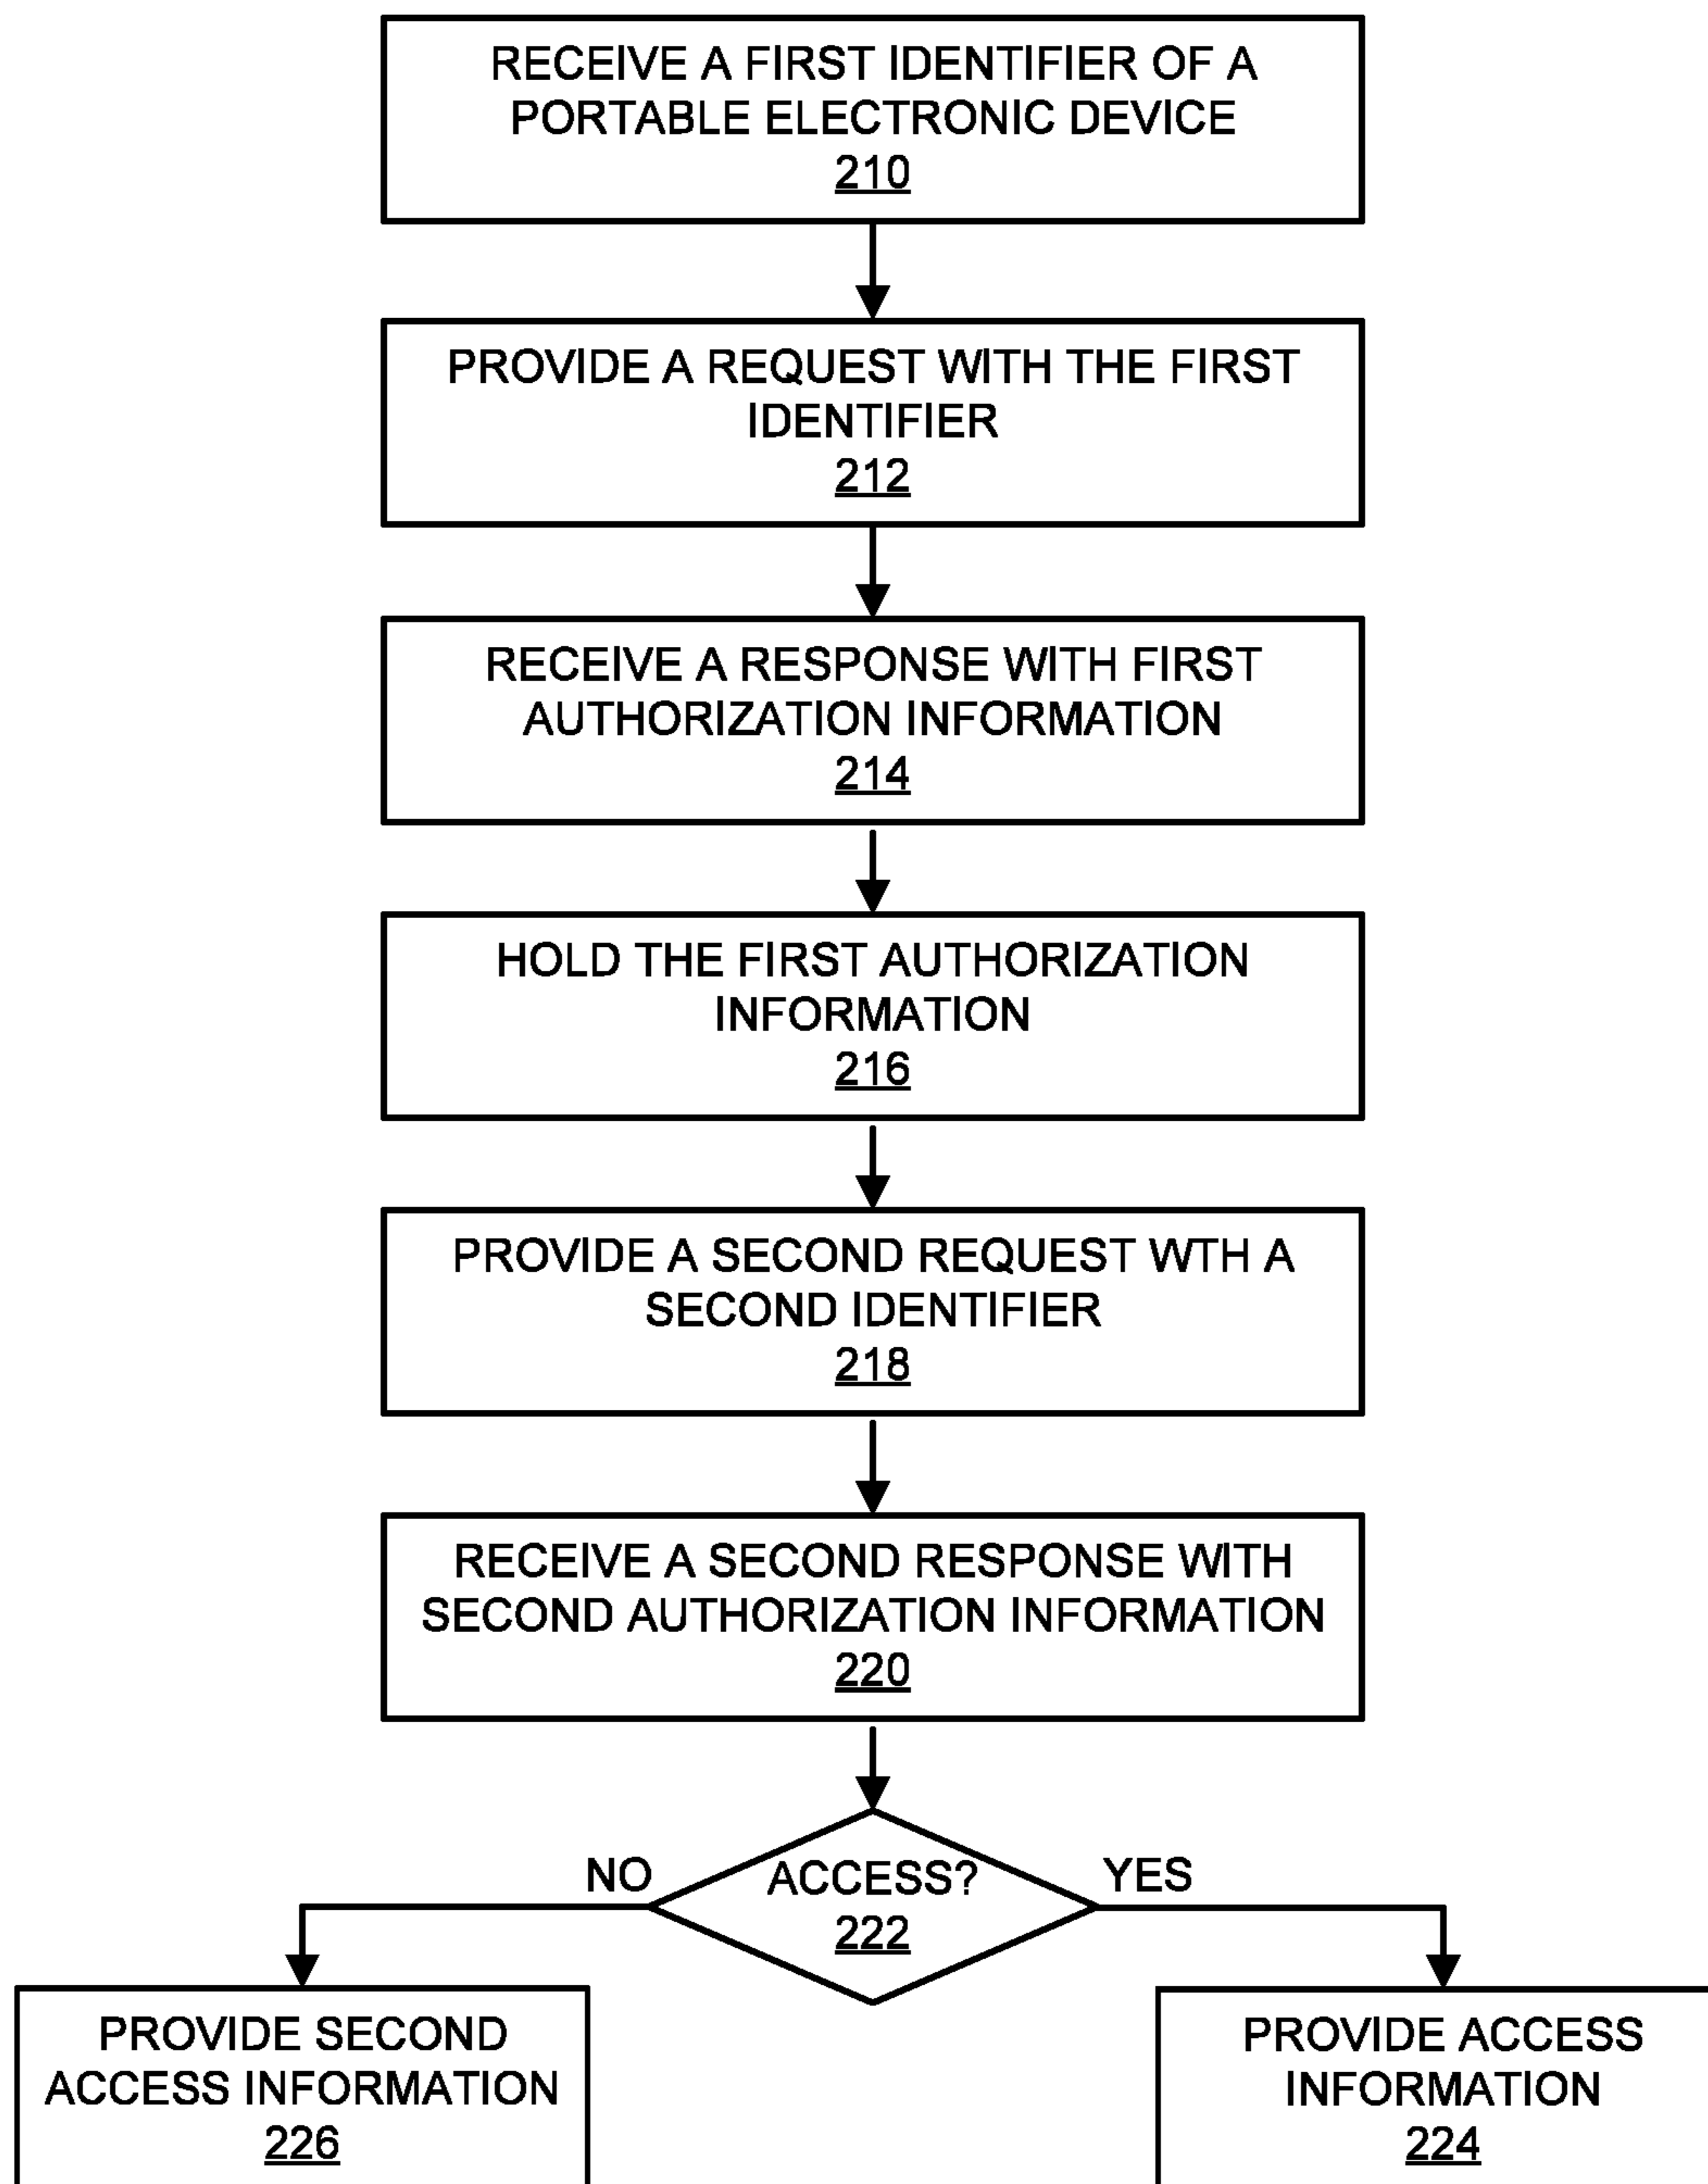 RECEIVE A FIRST IDENTIFIER OF A
PORTABLE ELECTRONIC DEVICE
210
PROVIDE A REQUEST WITH THE FIRST
IDENTIFIER
212
RECEIVE A RESPONSE WITH FIRST
AUTHORIZATION INFORMATION
214
HOLD THE FIRST AUTHORIZATION
INFORMATION
216
PROVIDE A SECOND REQUEST WTH A
SECOND IDENTIFIER
218
RECEIVE A SECOND RESPONSE WITH
SECOND AUTHORIZATION INFORMATION
220
NO
ACCESS?
222
YES
PROVIDE SECOND
ACCESS INFORMATION
226
PROVIDE ACCESS
INFORMATION
224